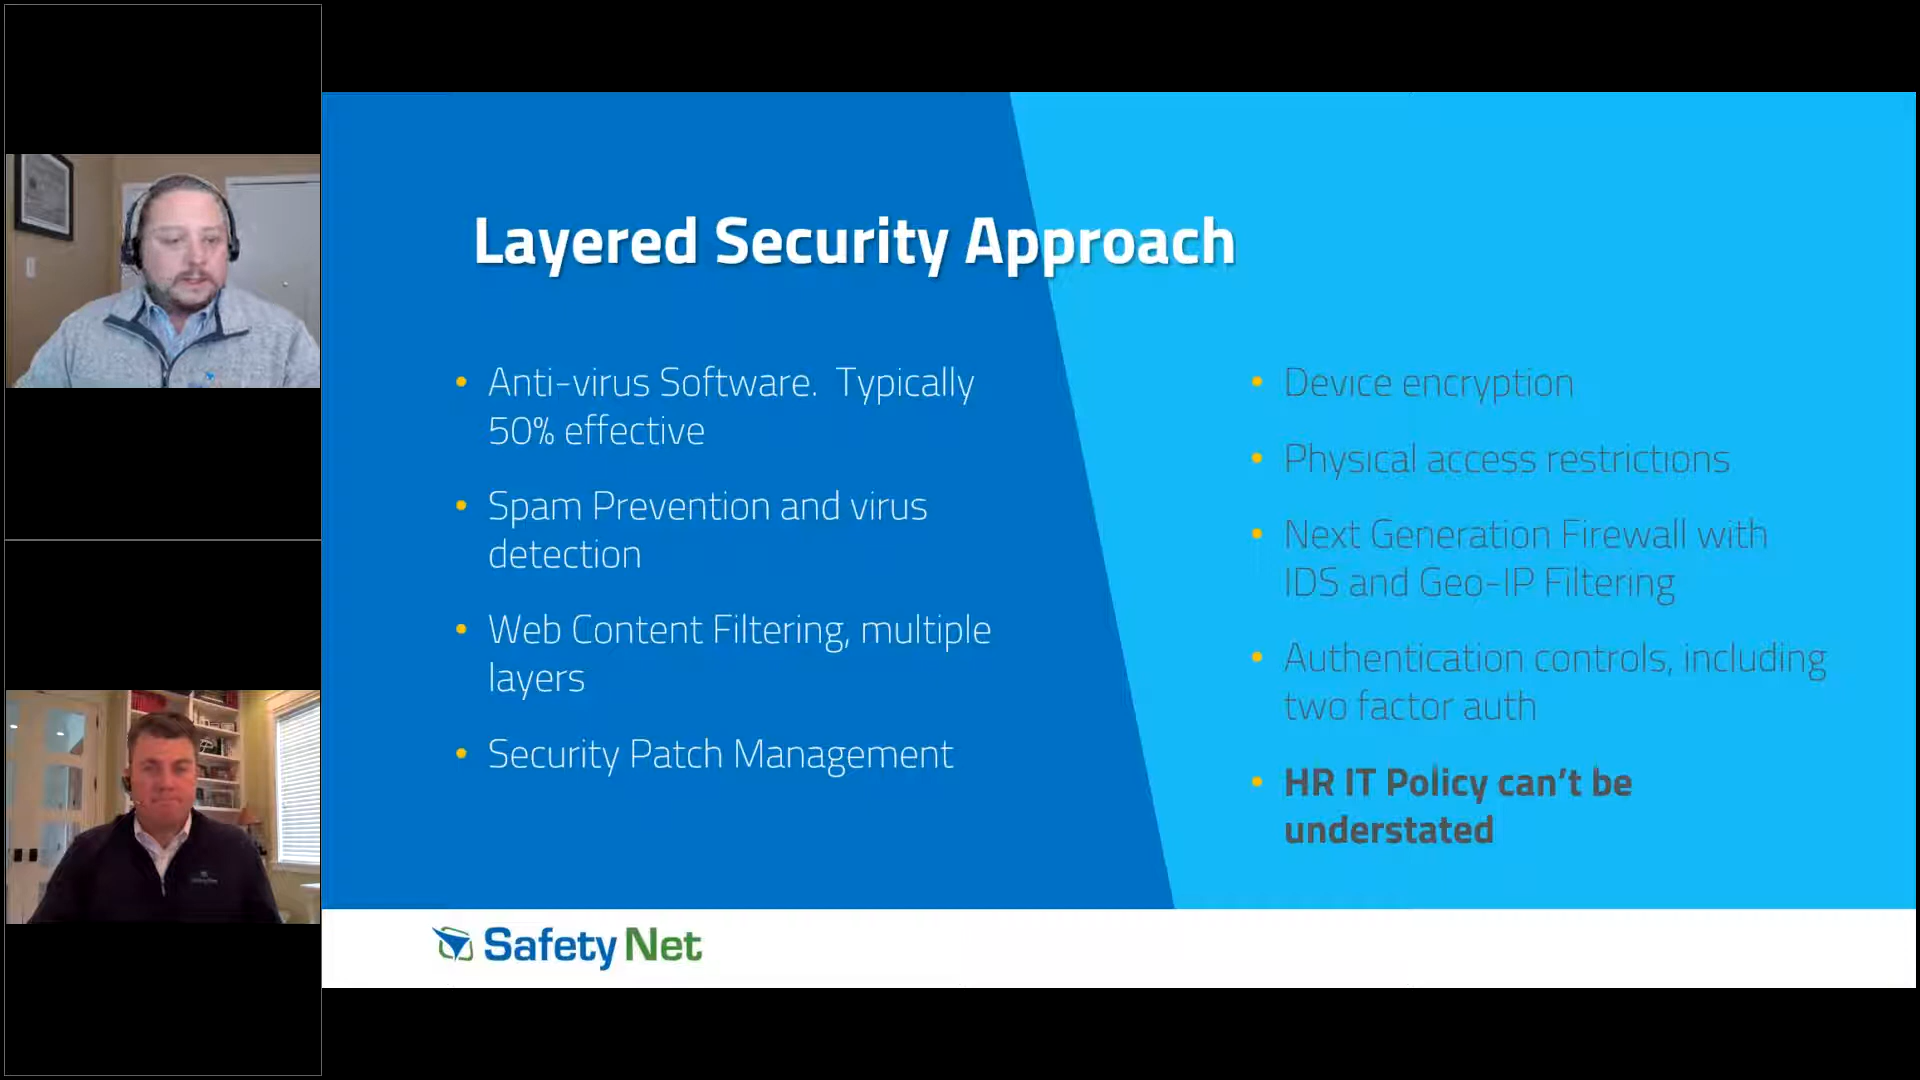 Layered Security Approach
Anti-virus Software.  Typically
50% effective
Spam Prevention and virus
detection
Web Content Filtering, multiple
layers
Security Patch Management
Device encryption
Physical access restrictions
Next Generation Firewall with
IDS and Geo-IP Filtering
Authentication controls, including
two factor auth
HR IT Policy can’t be
understated
Safety Net